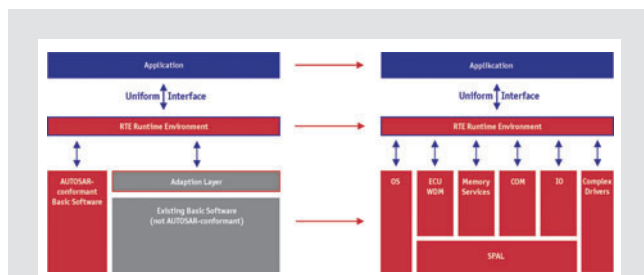 Application
Uniform Interface
RTE Runtime Environment
AUTOSAR-
conformant
Basic Software
Adaption Layer
Existing Basic Software
(not AUTOSAR-conformant)
Applikcation
Uniform Interface
RTE Runtime Environment
OS
ECU
WDM
Memory
Services
COM
IO
Complex
Drivers
SPAL